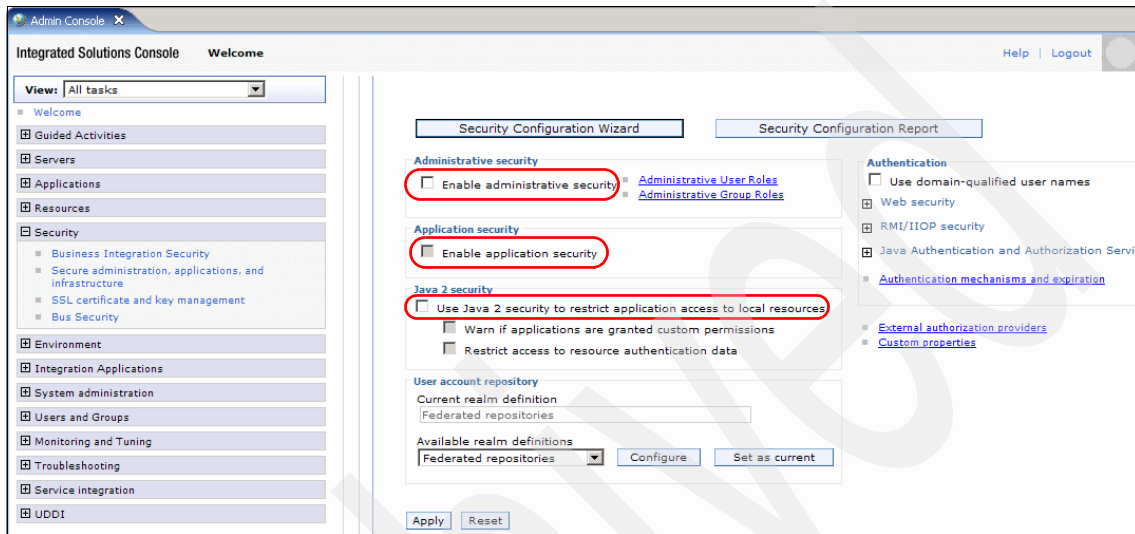 Admin Console X
Integrated Solutions Console Welcome
Help | Logout
View: All tasks
Welcome
Guided Activities
Servers
Applications
Resources
Security
Business Integration Security
Secure administration, applications, and
infrastructure
SSL certificate and key management
Bus Security
Environment
Integration Applications
System administration
Users and Groups
Monitoring and Tuning
Troubleshooting
Service integration
UDDI
Security Configuration Wizard
Security Configuration Report
Administrative security
Enable administrative security
Administrative User Roles
Administrative Group Roles
Application security
Enable application security
Java 2 security
Use Java 2 security to restrict application access to local resources
Warn if applications are granted custom permissions
Restrict access to resource authentication data
User account repository
Current realm definition
Federated repositories
Available realm definitions
Federated repositories
Configure
Set as current
Apply
Reset
Authentication
Use domain-qualified user names
Web security
RMI/IIOP security
Java Authentication and Authorization Servi
Authentication mechanisms and expiration
External authorization providers
Custom properties